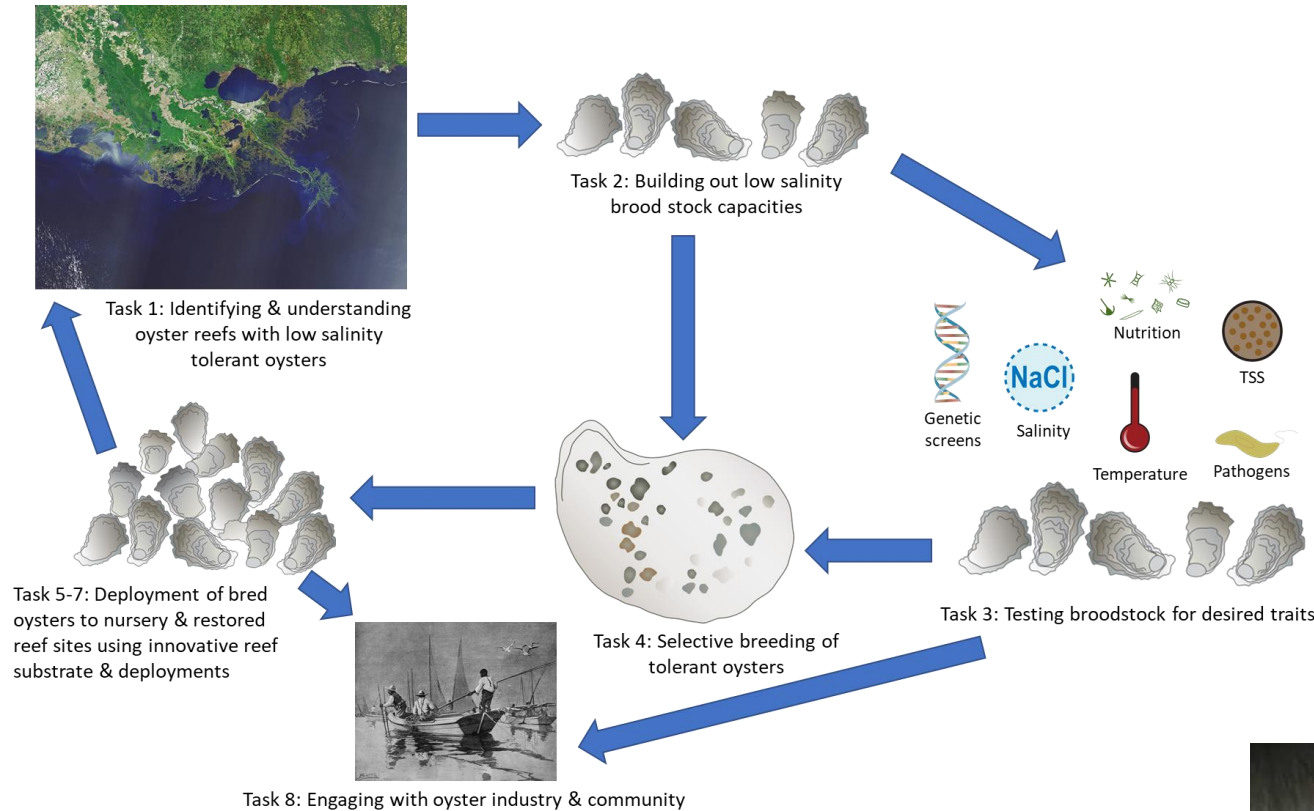 Task 1: Identifying & understanding
oyster reefs with low salinity
tolerant oysters
Task 2: Building out low salinity
brood stock capacities
Nutrition
TSS
Genetic
screens
NaCl
Salinity
Temperature
Pathogens
Task 3: Testing broodstock for desired traits
Task 4: Selective breeding of
tolerant oysters
Task 5-7: Deployment of bred
oysters to nursery & restored
reef sites using innovative reef
substrate & deployments
Task 8: Engaging with oyster industry & community